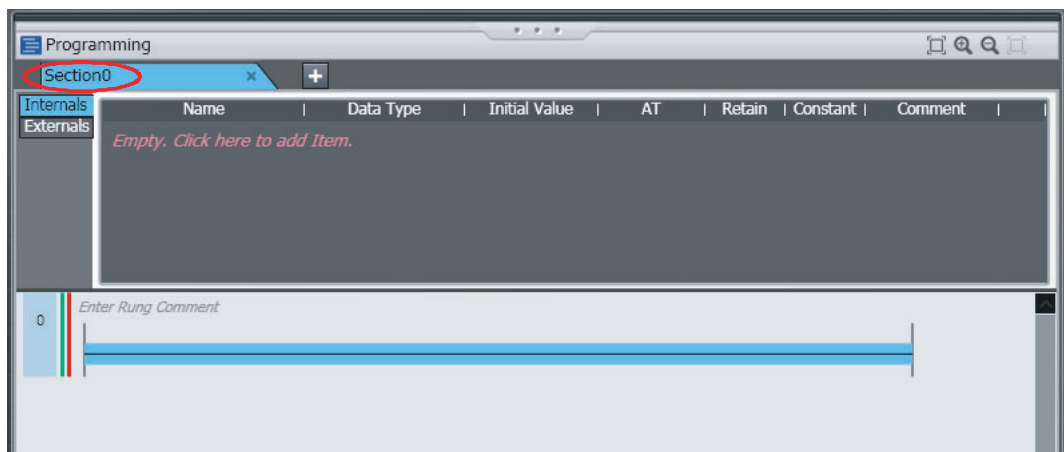 Programming
Section0
Internals
Externals
Name Data Type Initial Value AT Retain Constant Comment
Empty. Click here to add Item.
0
Enter Rung Comment